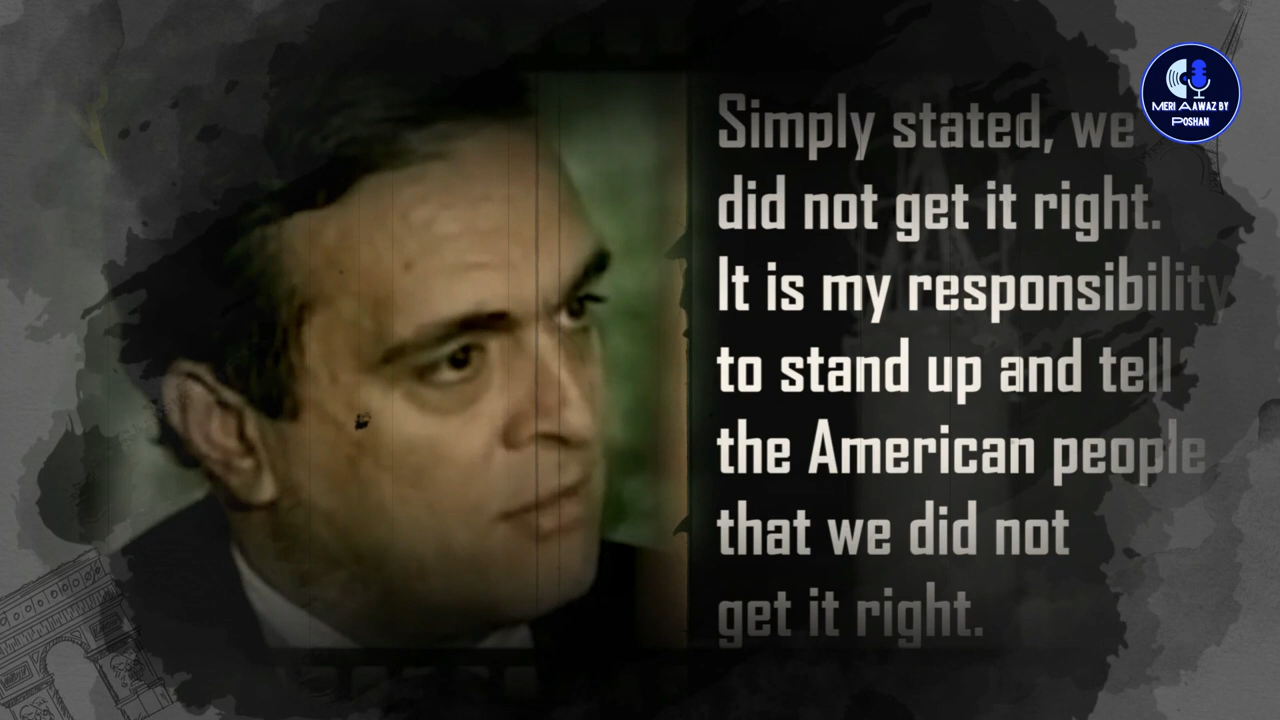 Simply stated, we
did not get it right.
It is my responsibility
to stand up and tell
the American people
that we did not
get it right.
MERI AAWAZ BY
POSHAN